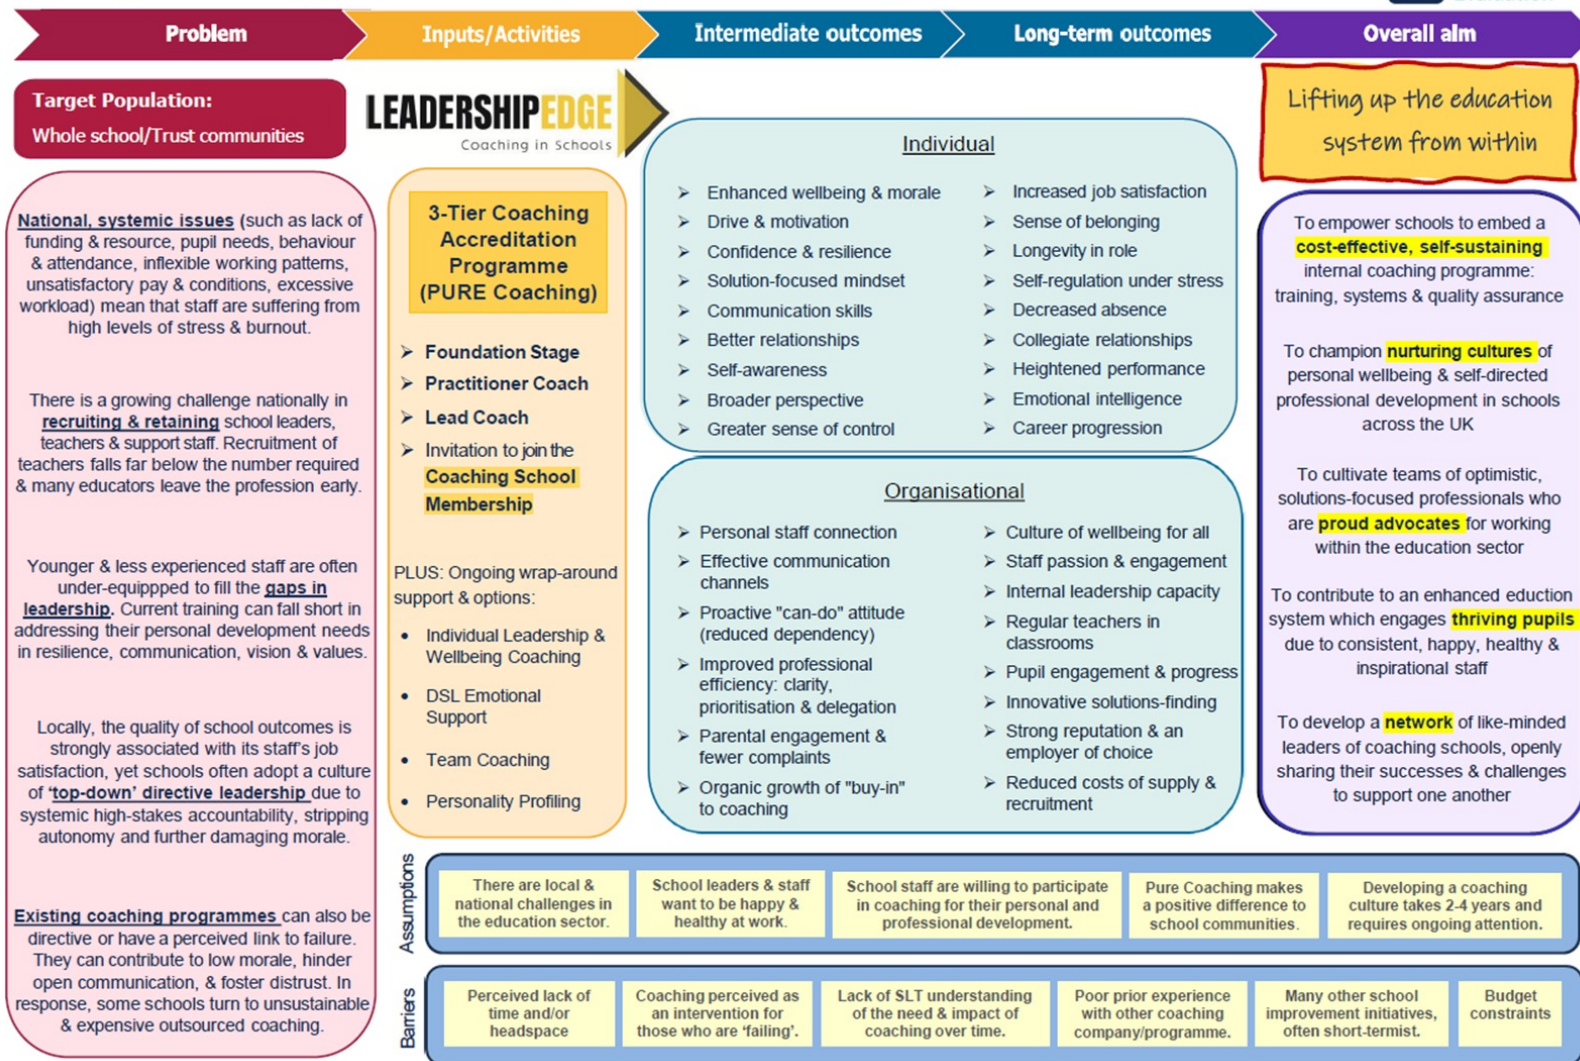 Problem
Inputs/Activities
Intermediate outcomes
Long-term outcomes
Overall aim
Target Population:
Whole school/Trust communities
National, systemic issues (such as lack of
funding & resource, pupil needs, behaviour
& attendance, inflexible working patterns,
unsatisfactory pay & conditions, excessive
workload) mean that staff are suffering from
high levels of stress & burnout.
There is a growing challenge nationally in
recruiting & retaining school leaders,
teachers & support staff. Recruitment of
teachers falls far below the number required
& many educators leave the profession early.
Younger & less experienced staff are often
under-equippped to fill the gaps in
leadership. Current training can fall short in
addressing their personal development needs
in resilience, communication, vision & values.
Locally, the quality of school outcomes is
strongly associated with its staff's job
satisfaction, yet schools often adopt a culture
of ‘top-down’ directive leadership due to
systemic high-stakes accountability, stripping
autonomy and further damaging morale.
Existing coaching programmes can also be
directive or have a perceived link to failure.
They can contribute to low morale, hinder
open communication, & foster distrust. In
response, some schools turn to unsustainable
& expensive outsourced coaching.
LEADERSHIPEDGE
Coaching in Schools
3-Tier Coaching
Accreditation
Programme
(PURE Coaching)
➢ Foundation Stage
➢ Practitioner Coach
➢ Lead Coach
➢ Invitation to join the
Coaching School
Membership
PLUS: Ongoing wrap-around
support & options:
• Individual Leadership &
Wellbeing Coaching
• DSL Emotional
Support
• Team Coaching
• Personality Profiling
Individual
➢ Enhanced wellbeing & morale
➢ Drive & motivation
➢ Confidence & resilience
➢ Solution-focused mindset
➢ Communication skills
➢ Better relationships
➢ Self-awareness
➢ Broader perspective
➢ Greater sense of control
➢ Increased job satisfaction
➢ Sense of belonging
➢ Longevity in role
➢ Self-regulation under stress
➢ Decreased absence
➢ Collegiate relationships
➢ Heightened performance
➢ Emotional intelligence
➢ Career progression
Organisational
➢ Personal staff connection
➢ Effective communication
channels
➢ Proactive "can-do" attitude
(reduced dependency)
➢ Improved professional
efficiency: clarity,
prioritisation & delegation
➢ Parental engagement &
fewer complaints
➢ Organic growth of "buy-in"
to coaching
➢ Culture of wellbeing for all
➢ Staff passion & engagement
➢ Internal leadership capacity
➢ Regular teachers in
classrooms
➢ Pupil engagement & progress
➢ Innovative solutions-finding
➢ Strong reputation & an
employer of choice
➢ Reduced costs of supply &
recruitment
Lifting up the education
system from within
To empower schools to embed a
cost-effective, self-sustaining
internal coaching programme:
training, systems & quality assurance
To champion nurturing cultures of
personal wellbeing & self-directed
professional development in schools
across the UK
To cultivate teams of optimistic,
solutions-focused professionals who
are proud advocates for working
within the education sector
To contribute to an enhanced eduction
system which engages thriving pupils
due to consistent, happy, healthy &
inspirational staff
To develop a network of like-minded
leaders of coaching schools, openly
sharing their successes & challenges
to support one another
Assumptions
There are local &
national challenges in
the education sector.
School leaders & staff
want to be happy &
healthy at work.
School staff are willing to participate
in coaching for their personal and
professional development.
Pure Coaching makes
a positive difference to
school communities.
Developing a coaching
culture takes 2-4 years and
requires ongoing attention.
Barriers
Perceived lack of
time and/or
headspace
Coaching perceived as
an intervention for
those who are ‘failing’.
Lack of SLT understanding
of the need & impact of
coaching over time.
Poor prior experience
with other coaching
company/programme.
Many other school
improvement initiatives,
often short-termist.
Budget
constraints